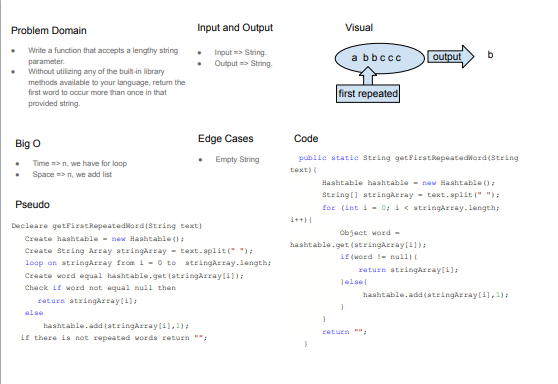 Problem Domain
● Write a function that accepts a lengthy string
parameter.
● Without utilizing any of the built-in library
methods available to your language, return the
first word to occur more than once in that
provided string.
Input and Output
● Input => String.
● Output => String.
Visual
a b b c c c
output
b
first repeated
Big O
● Time => n, we have for loop
● Space => n, we add list
Edge Cases
● Empty String
Pseudo
Decleare getFirstRepeatedWord(String text)
Create hashtable = new Hashtable();
Create String Array stringArray = text.split(" ");
loop on stringArray from i = 0 to stringArray.length;
Create word equal hashtable.get(stringArray[i]);
Check if word not equal null then
return stringArray[i];
else
hashtable.add(stringArray[i],1);
if there is not repeated words return "";
Code
public static String getFirstRepeatedWord(String
text){
Hashtable hashtable = new Hashtable();
String[] stringArray = text.split(" ");
for (int i = 0; i < stringArray.length;
i++){
Object word =
hashtable.get(stringArray[i]);
if(word != null){
return stringArray[i];
}else{
hashtable.add(stringArray[i],1);
}
}
return "";
}